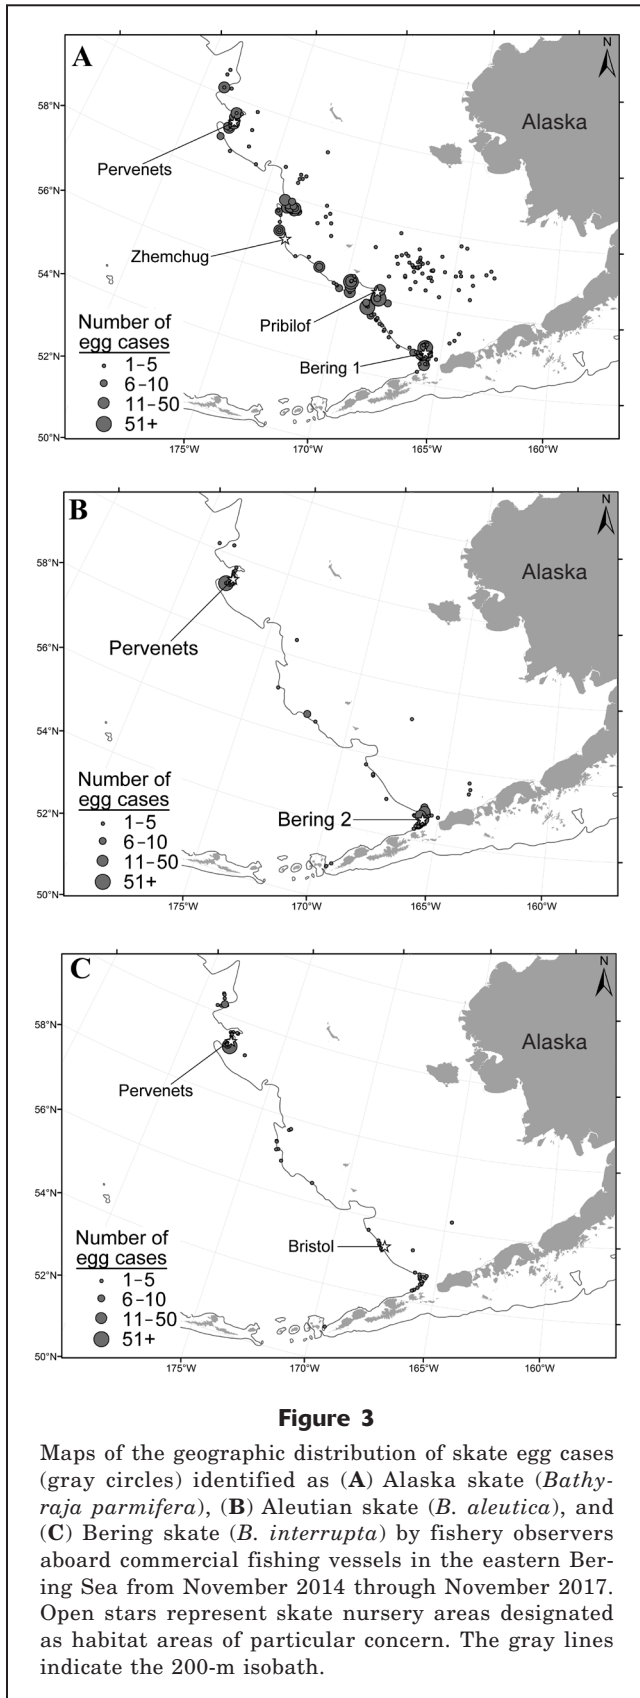 A
N
Alaska
58°N
Pervenets
56°N
Zhemchug
54°N
Pribilof
Number of
egg cases
52°N
Bering 1
1–5
6–10
11–50
51+
50°N
175°W
170°W
165°W
160°W
B
N
Alaska
58°N
Pervenets
56°N
54°N
Number of
egg cases
52°N
Bering 2
1–5
6–10
11–50
51+
50°N
175°W
170°W
165°W
160°W
C
N
Alaska
58°N
Pervenets
56°N
54°N
Number of
egg cases
Bristol
52°N
1–5
6–10
11–50
51+
50°N
175°W
170°W
165°W
160°W
Figure 3
Maps of the geographic distribution of skate egg cases
(gray circles) identified as (A) Alaska skate (Bathy-
raja parmifera), (B) Aleutian skate (B. aleutica), and
(C) Bering skate (B. interrupta) by fishery observers
aboard commercial fishing vessels in the eastern Ber-
ing Sea from November 2014 through November 2017.
Open stars represent skate nursery areas designated
as habitat areas of particular concern. The gray lines
indicate the 200-m isobath.